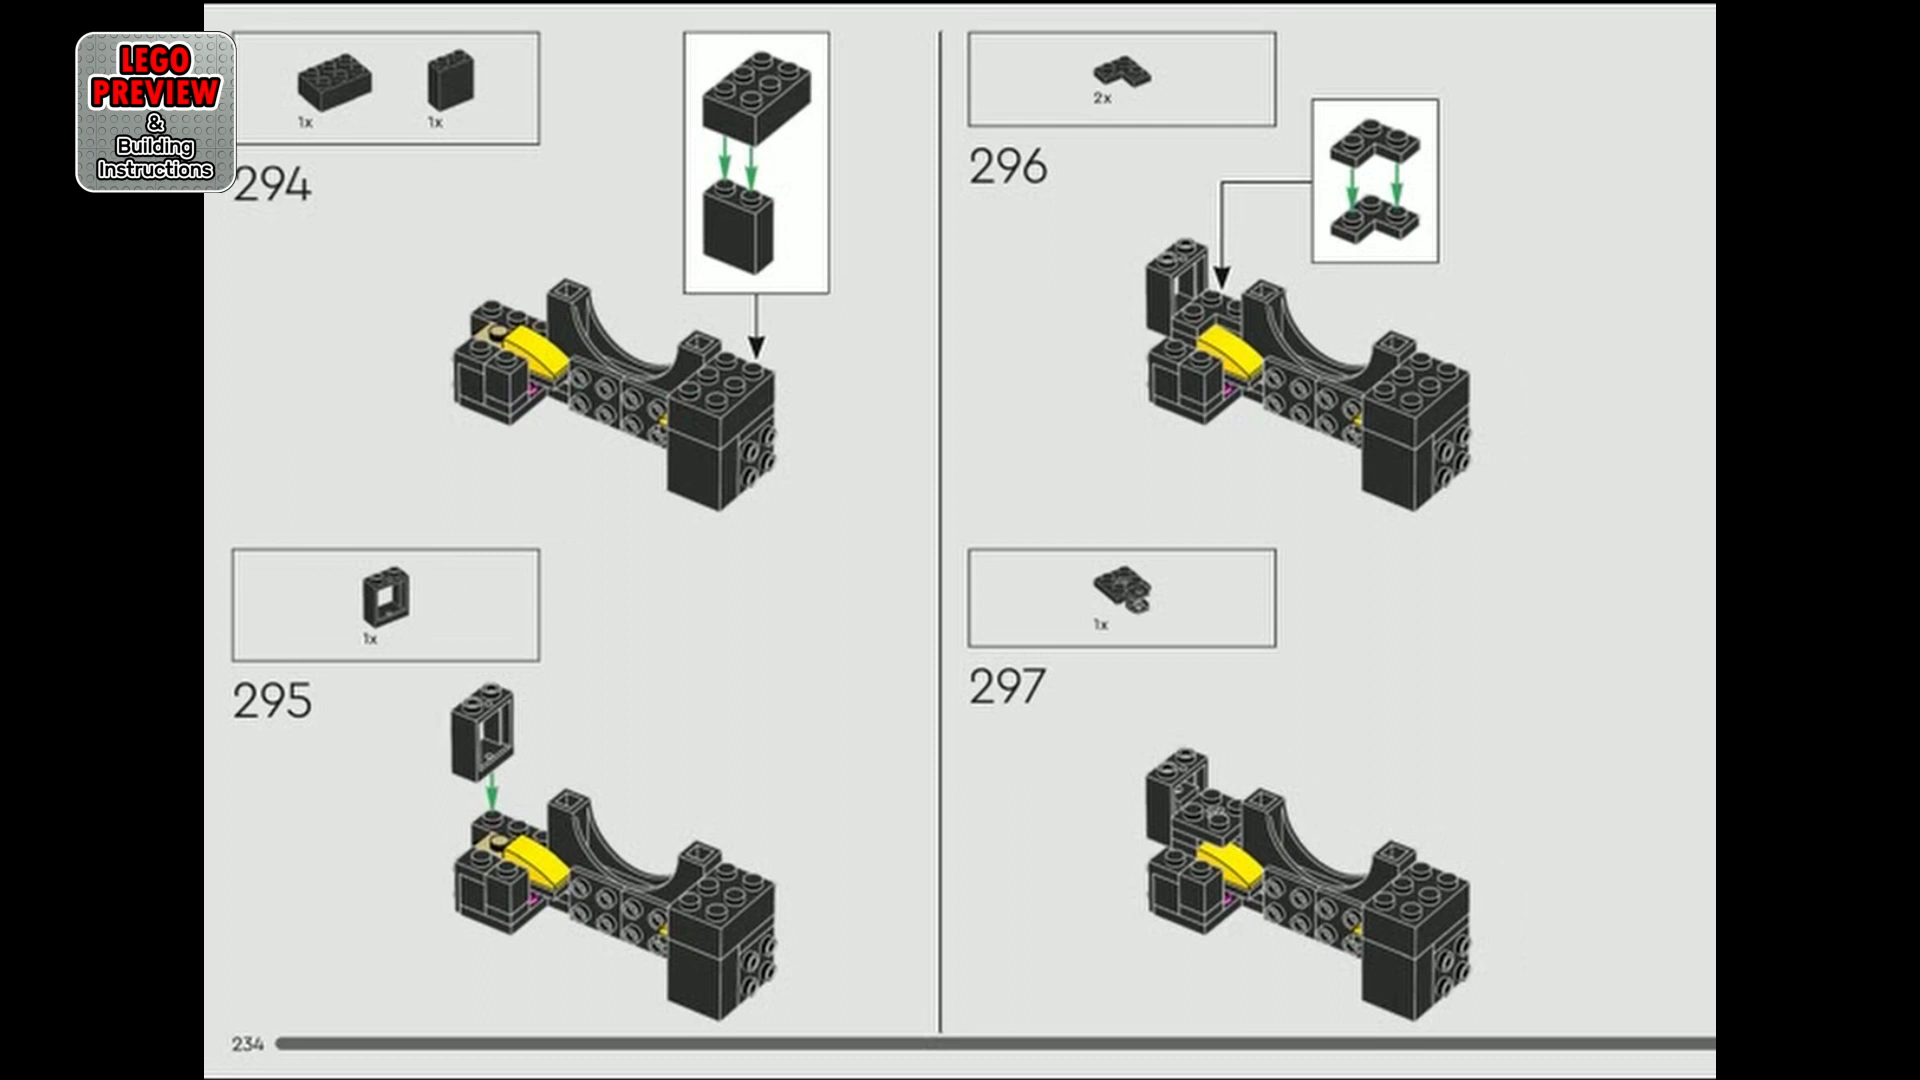 LEGO
PREVIEW
&
Building
Instructions
1x
1x
294
1x
295
2x
296
1x
297
234